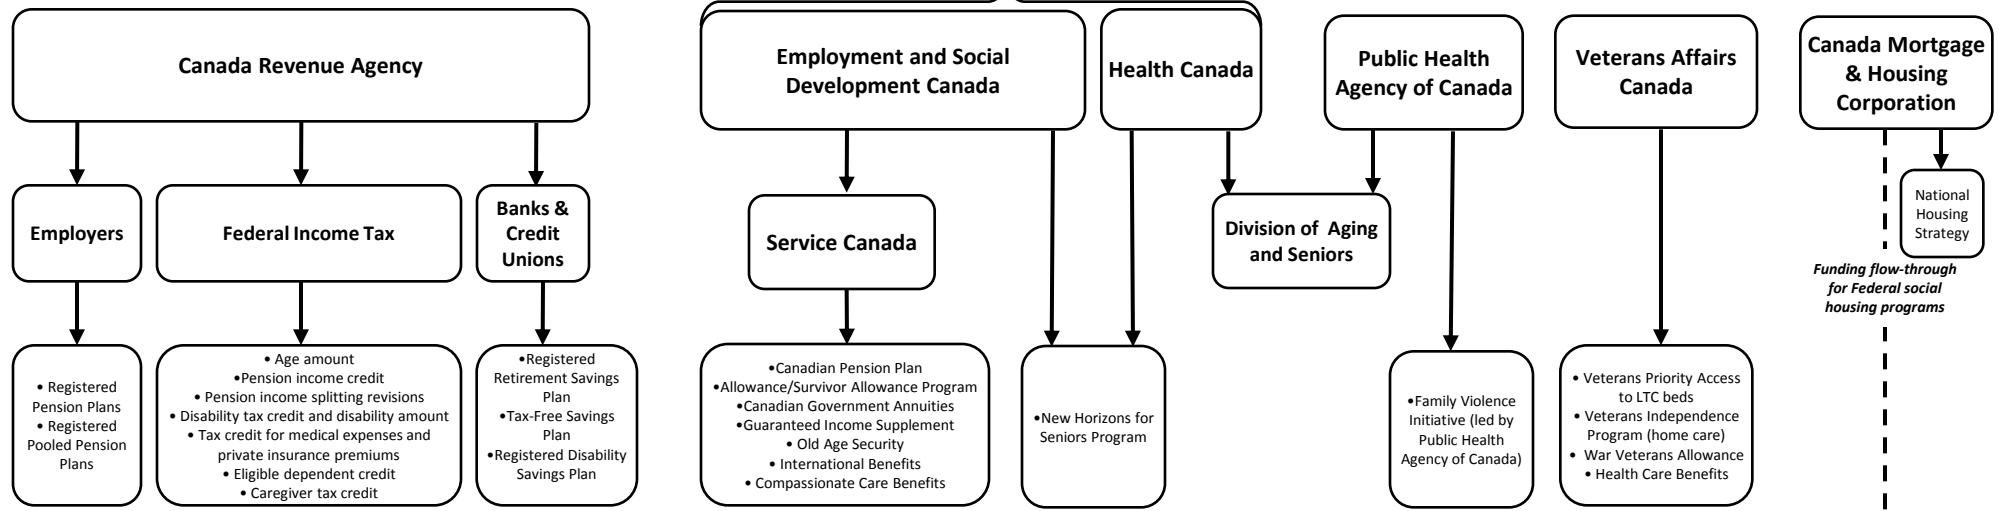 Canada Revenue Agency
Employment and Social
Development Canada
Health Canada
Public Health
Agency of Canada
Veterans Affairs
Canada
Canada Mortgage
& Housing
Corporation
Employers
Federal Income Tax
Banks &
Credit
Unions
Service Canada
Division of Aging
and Seniors
National
Housing
Strategy
Funding flow-through
for Federal social
housing programs
• Registered
Pension Plans
• Registered
Pooled Pension
Plans
• Age amount
•Pension income credit
• Pension income splitting revisions
• Disability tax credit and disability amount
• Tax credit for medical expenses and
private insurance premiums
• Eligible dependent credit
• Caregiver tax credit
•Registered
Retirement Savings
Plan
•Tax-Free Savings
Plan
•Registered Disability
Savings Plan
•Canadian Pension Plan
•Allowance/Survivor Allowance Program
•Canadian Government Annuities
•Guaranteed Income Supplement
• Old Age Security
• International Benefits
• Compassionate Care Benefits
•New Horizons for
Seniors Program
•Family Violence
Initiative (led by
Public Health
Agency of Canada)
• Veterans Priority Access
to LTC beds
• Veterans Independence
Program (home care)
• War Veterans Allowance
• Health Care Benefits